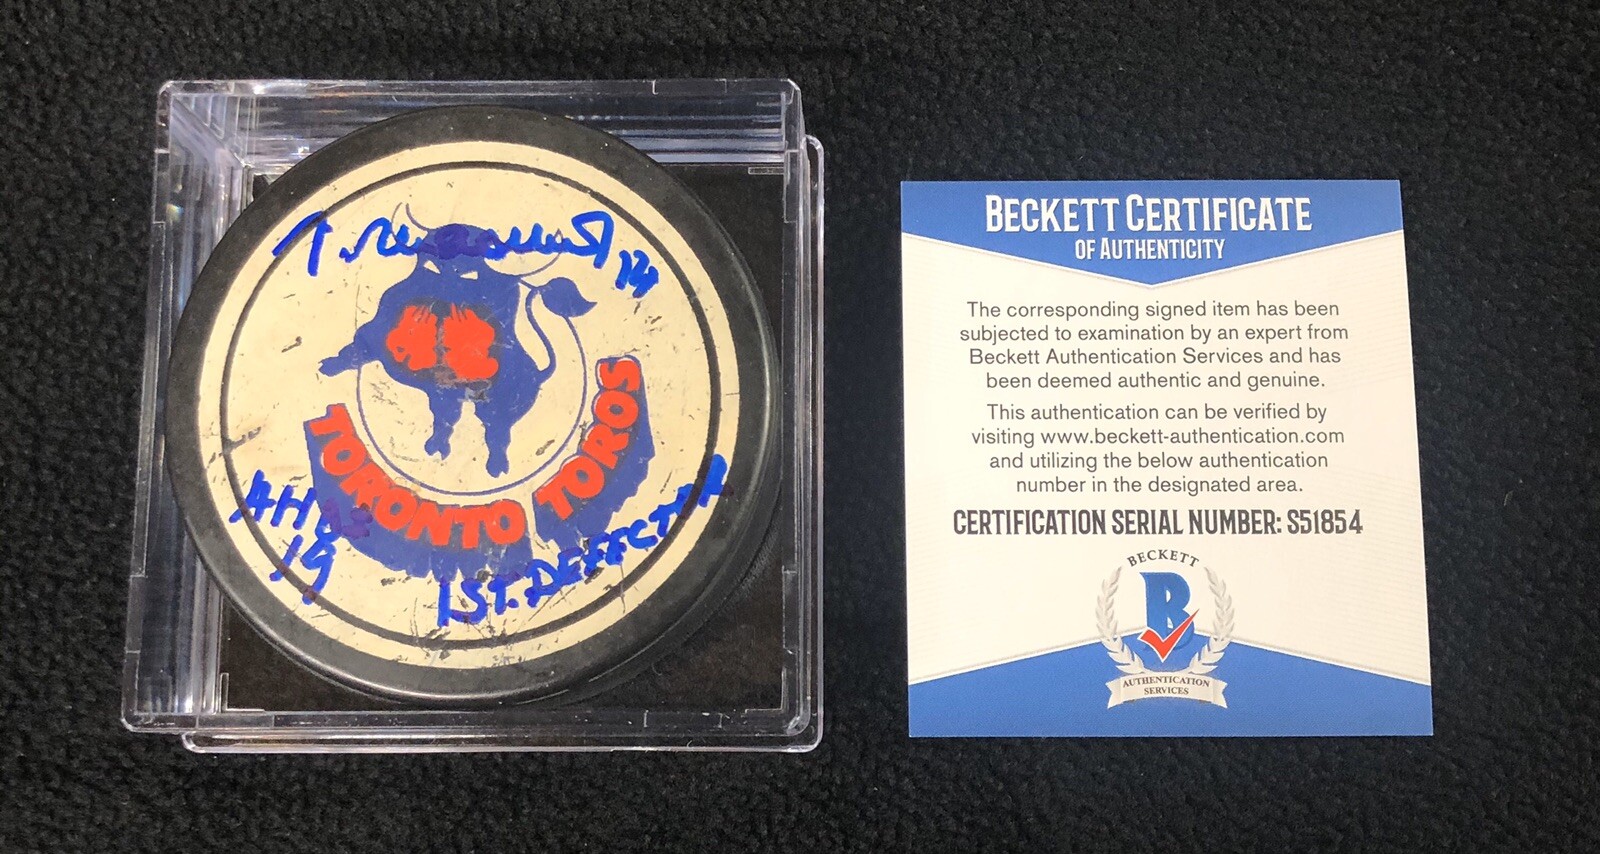 14
TORONTO TOROS
19
1ST. DEFECTOR
BECKETT CERTIFICATE
OF AUTHENTICITY
The corresponding signed item has been
subjected to examination by an expert from
Beckett Authentication Services and has
been deemed authentic and genuine.
This authentication can be verified by
visiting www.beckett-authentication.com
and utilizing the below authentication
number in the designated area.
CERTIFICATION SERIAL NUMBER: S51854
BECKETT
B
AUTHENTICATION
SERVICES